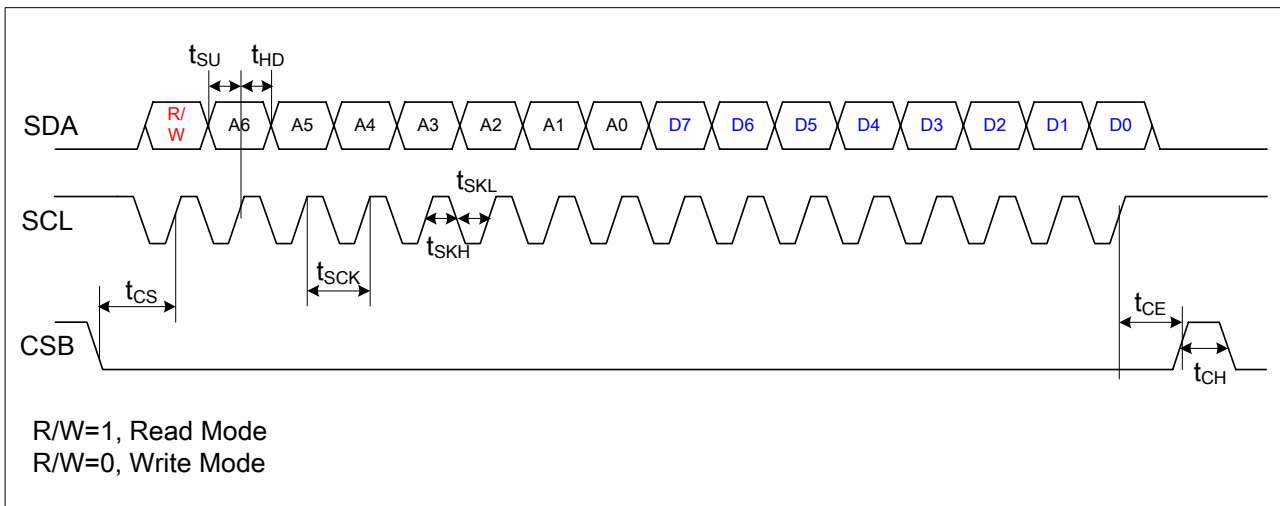 tSU tHD
SDA R/W A6 A5 A4 A3 A2 A1 A0 D7 D6 D5 D4 D3 D2 D1 D0
tSKL
SCL
tSKH
tSCK
tCS
tCE
CSB
tCH
R/W=1, Read Mode
R/W=0, Write Mode